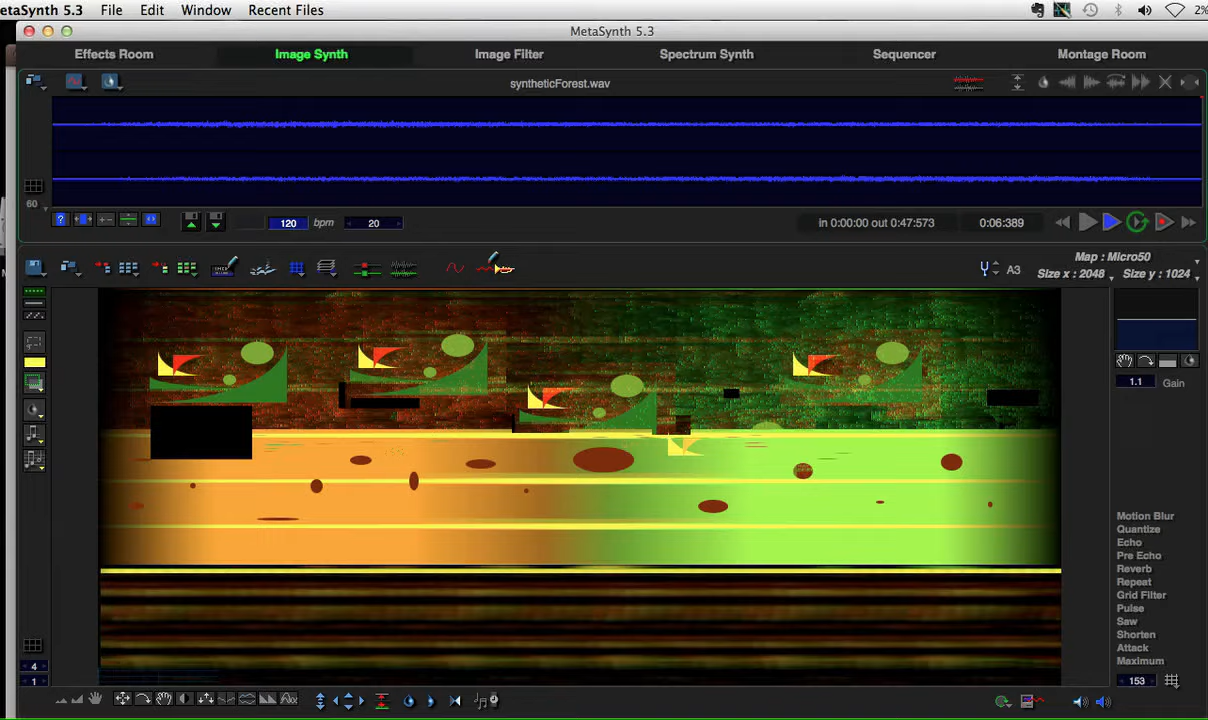 etaSynth 5.3 File Edit Window Recent Files 2%
MetaSynth 5.3
Effects Room Image Synth Image Filter Spectrum Synth Sequencer Montage Room
syntheticForest.wav
60
? 120 bpm 20 in 0:00:00 out 0:47:573 0:06:389
A3 Map : Micro50
Size x : 2048 Size y : 1024
1.1 Gain
Motion Blur
Quantize
Echo
Pre Echo
Reverb
Repeat
Grid Filter
Pulse
Saw
Shorten
Attack
Maximum
4
1
153